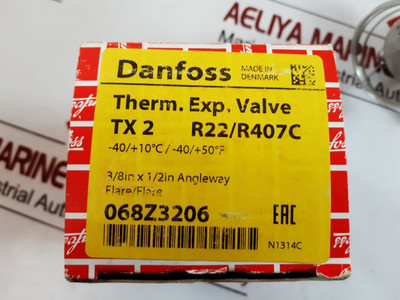 AELIYA MARINE
Danfoss
MADE IN
DENMARK
Therm. Exp. Valve
TX 2 R22/R407C
-40/+10°C / -40/+50°F
3/8in x 1/2in Angleway
Flare/Flare
068Z3206
EAC
N1314C